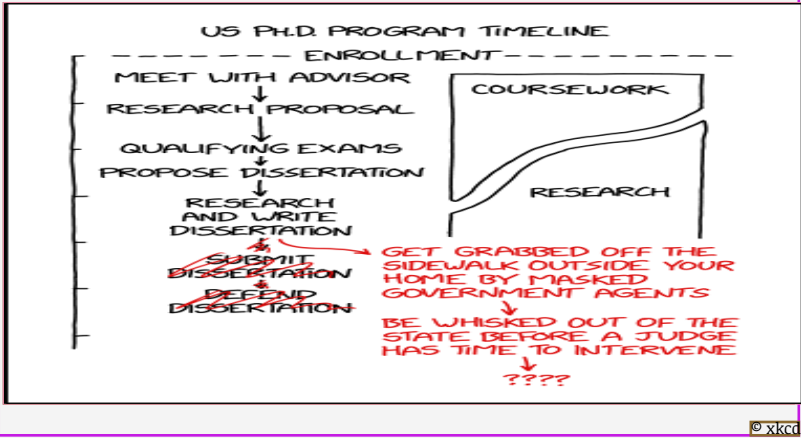 US PH.D. PROGRAM TIMELINE
ENROLLMENT
MEET WITH ADVISOR
RESEARCH PROPOSAL
QUALIFYING EXAMS
PROPOSE DISSERTATION
RESEARCH
AND WRITE
DISSERTATION
SUBMIT
DISSERTATION
DEFEND
DISSERTATION
COURSEWORK
RESEARCH
GET GRABBED OFF THE
SIDEWALK OUTSIDE YOUR
HOME BY MASKED
GOVERNMENT AGENTS
BE WHISKED OUT OF THE
STATE BEFORE A JUDGE
HAS TIME TO INTERVENE
????
© xkcd